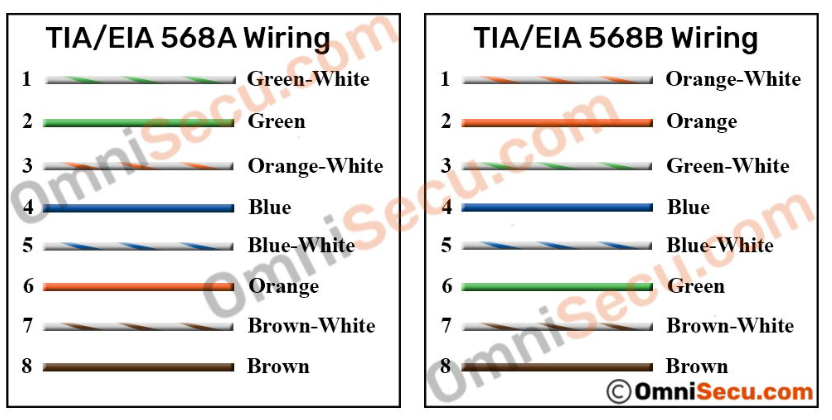 TIA/EIA 568A Wiring
1 Green-White
2 Green
3 Orange-White
4 Blue
5 Blue-White
6 Orange
7 Brown-White
8 Brown
TIA/EIA 568B Wiring
1 Orange-White
2 Orange
3 Green-White
4 Blue
5 Blue-White
6 Green
7 Brown-White
8 Brown
OmniSecu.com
OmniSecu.com
OmniSecu.com
©OmniSecu.com